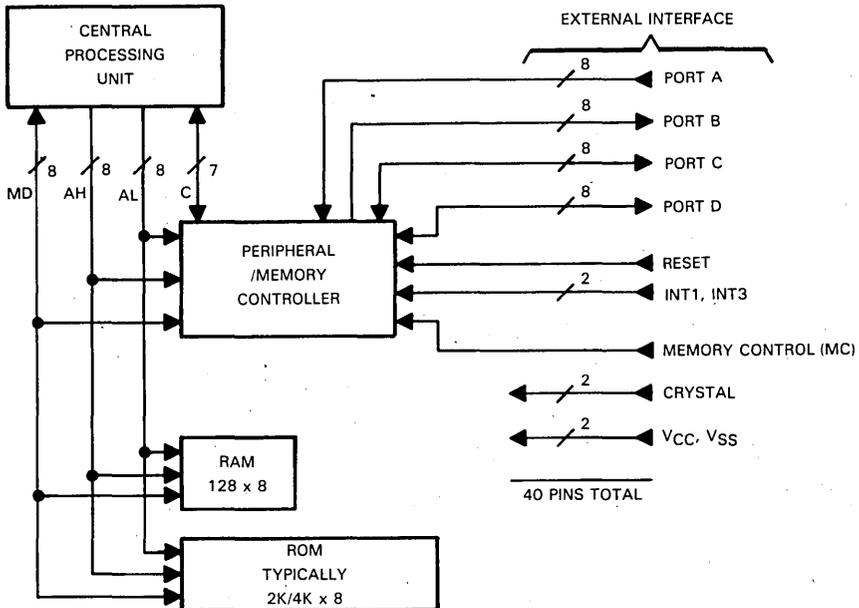 EXTERNAL INTERFACE
CENTRAL
PROCESSING
UNIT
8
PORT A
8
PORT B
8
PORT C
8
PORT D
8
8
8
7
MD
AH
AL
C
PERIPHERAL
/MEMORY
CONTROLLER
RESET
2
INT1, INT3
MEMORY CONTROL (MC)
2
CRYSTAL
2
VCC, VSS
40 PINS TOTAL
RAM
128 x 8
ROM
TYPICALLY
2K/4K x 8